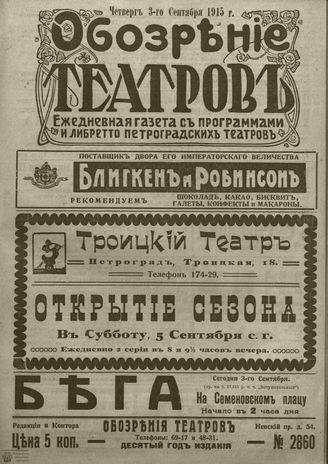 Четвергъ 3-го Сентября 1915 г.
Обозрѣніе
ТЕАТРОВЪ
Ежедневная газета съ программами
и либретто петроградскихъ театровъ
ПОСТАВЩИКЪ ДВОРА ЕГО ИМПЕРАТОРСКАГО ВЕЛИЧЕСТВА
БЛИГКЕНЪ и РОБИНСОНЪ
РЕКОМЕНДУЕМЪ
ШОКОЛАДЪ, КАКАО, БИСКВИТЪ,
ГАЛЕТЫ, КОНФЕКТЫ и МАКАРОНЫ.
Троицкій Театръ
Петроградъ, Троицкая, 18.
Телефонъ 174-29.
ОТКРЫТІЕ СЕЗОНА
Въ Субботу, 5 Сентября с. г.
Ежедневно 2 серіи въ 8 и 9½ часовъ вечера.
БѢГА
Сегодня 3-го Сентября.
На Семеновскомъ плацу
Начало въ 2 часа дня
Редакція и Контора
ОБОЗРѢНІЯ ТЕАТРОВЪ
Невскій пр. д. 54.
Цѣна 5 коп.
Телефоны: 69-17 и 48-31.
ДЕСЯТЫЙ ГОДЪ ИЗДАНІЯ
№ 2860